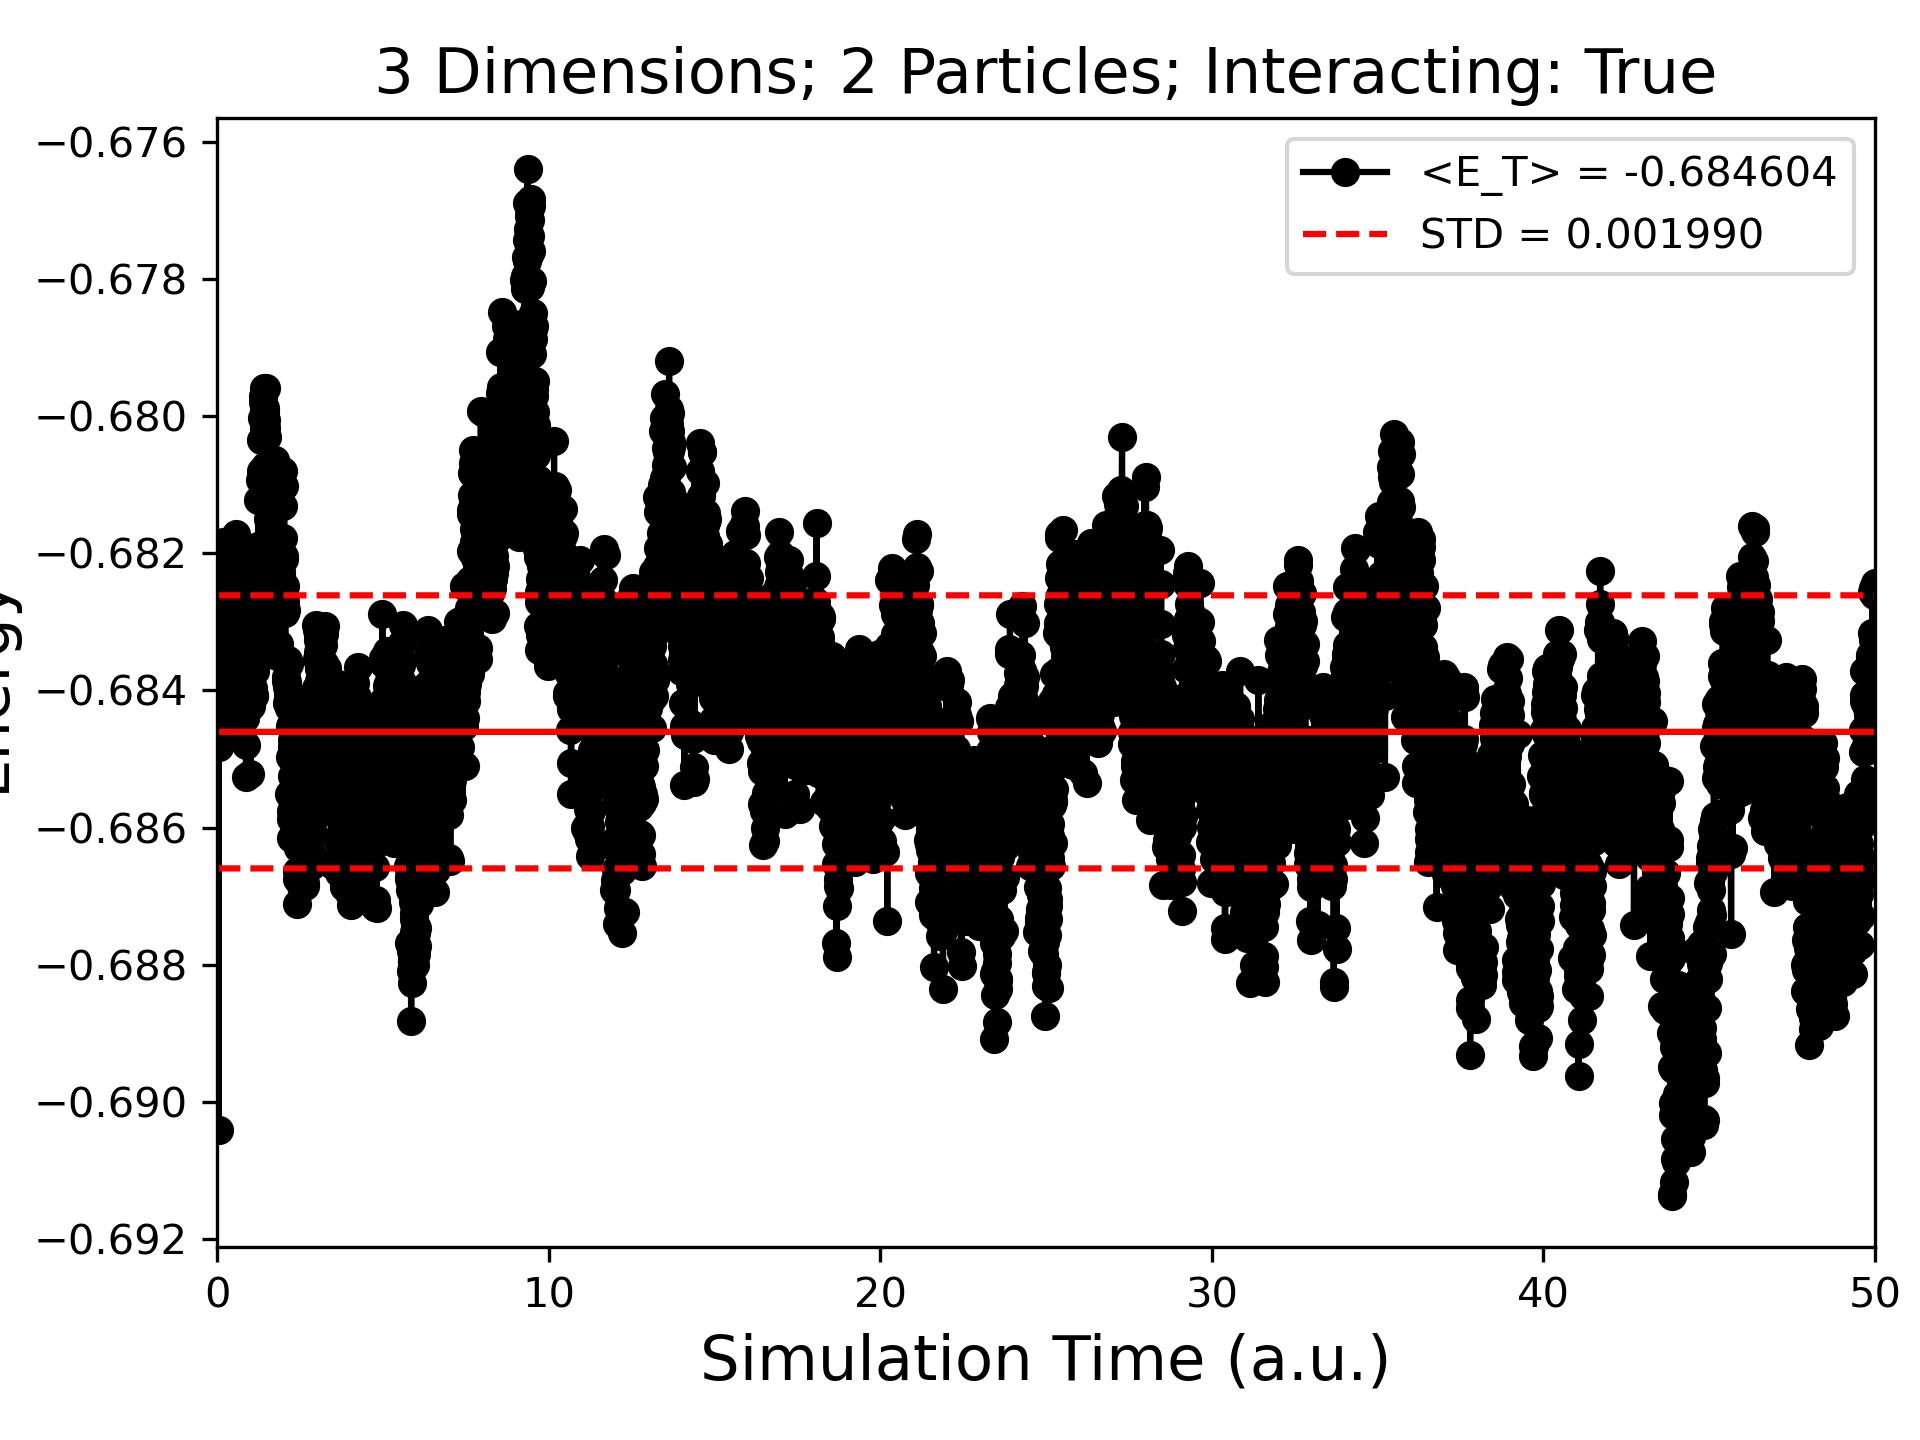 3 Dimensions; 2 Particles; Interacting: True
<E_T> = -0.684604
STD = 0.001990
−0.676
−0.678
−0.680
−0.682
−0.684
−0.686
−0.688
−0.690
−0.692
Energy
0 10 20 30 40 50
Simulation Time (a.u.)